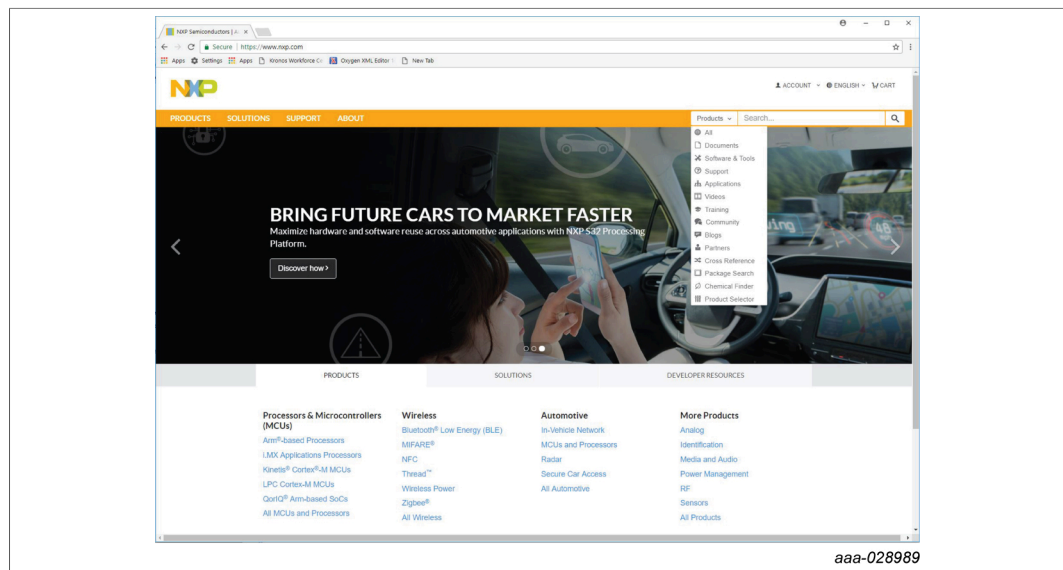 NXP Semiconductors | A
Secure | https://www.nxp.com
Apps Settings Apps Kronos Workforce Ce Oxygen XML Editor New Tab
NXP
ACCOUNT ENGLISH CART
PRODUCTS SOLUTIONS SUPPORT ABOUT Products Search...
All
Documents
Software & Tools
Support
Applications
Videos
Training
Community
Blogs
Partners
Cross Reference
Package Search
Chemical Finder
Product Selector
BRING FUTURE CARS TO MARKET FASTER
Maximize hardware and software reuse across automotive applications with NXP S32 Processing
Platform.
Discover how >
48
PRODUCTS SOLUTIONS DEVELOPER RESOURCES
Processors & Microcontrollers
(MCUs)
Arm®-based Processors
i.MX Applications Processors
Kinetis® Cortex®-M MCUs
LPC Cortex-M MCUs
QorIQ® Arm-based SoCs
All MCUs and Processors
Wireless
Bluetooth® Low Energy (BLE)
MIFARE®
NFC
Thread™
Wireless Power
Zigbee®
All Wireless
Automotive
In-Vehicle Network
MCUs and Processors
Radar
Secure Car Access
All Automotive
More Products
Analog
Identification
Media and Audio
Power Management
RF
Sensors
All Products
aaa-028989